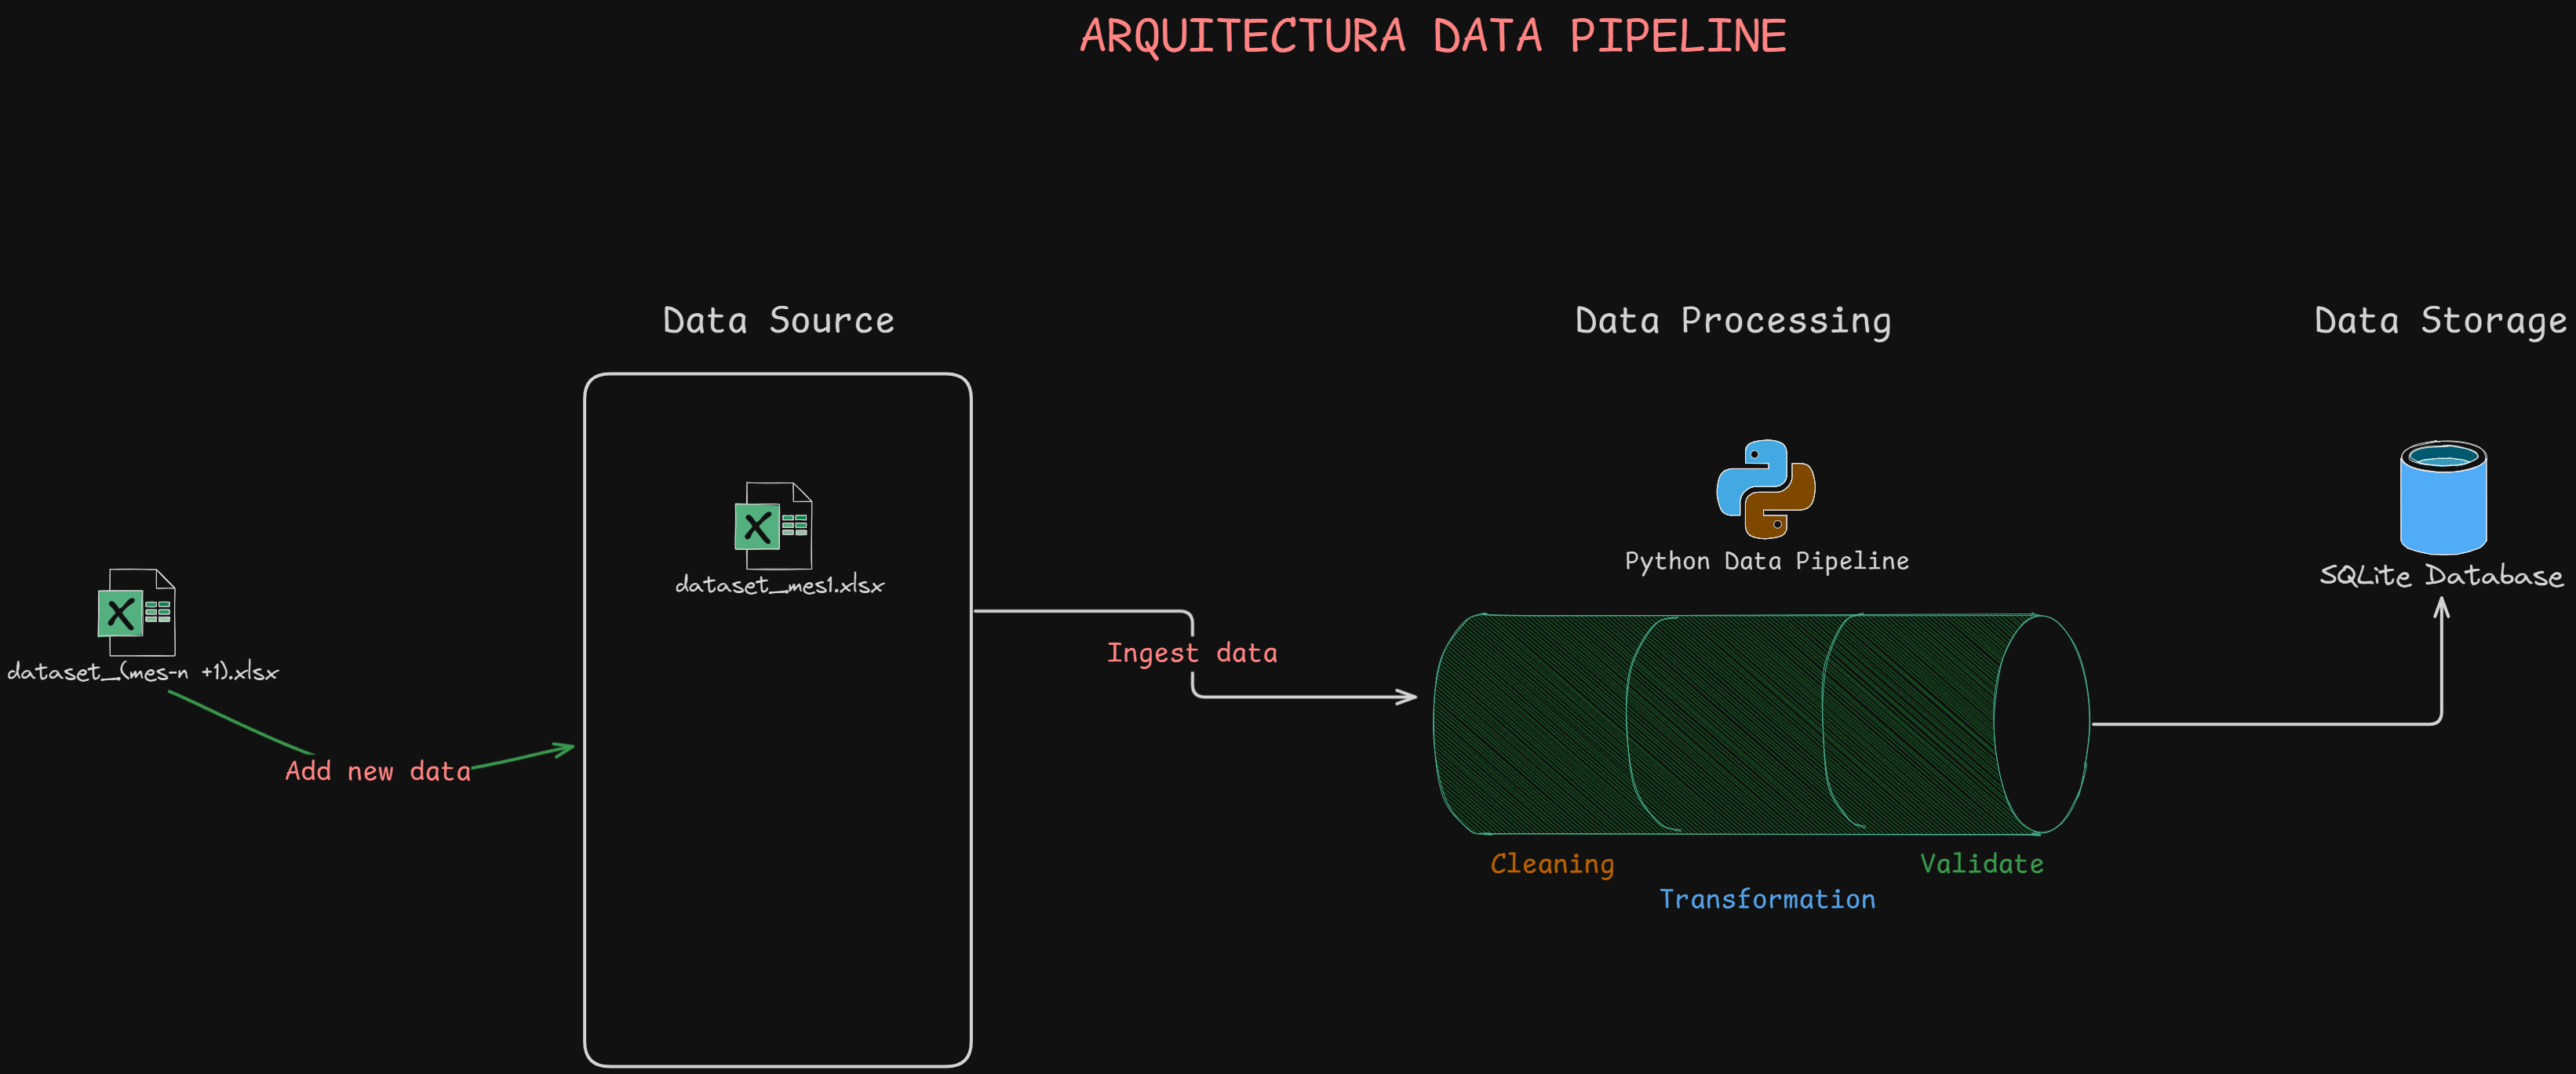 ARQUITECTURA DATA PIPELINE
Data Source
Data Processing
Data Storage
dataset_mes1.xlsx
Python Data Pipeline
SQLite Database
dataset_(mes-n +1).xlsx
Ingest data
Add new data
Cleaning
Validate
Transformation